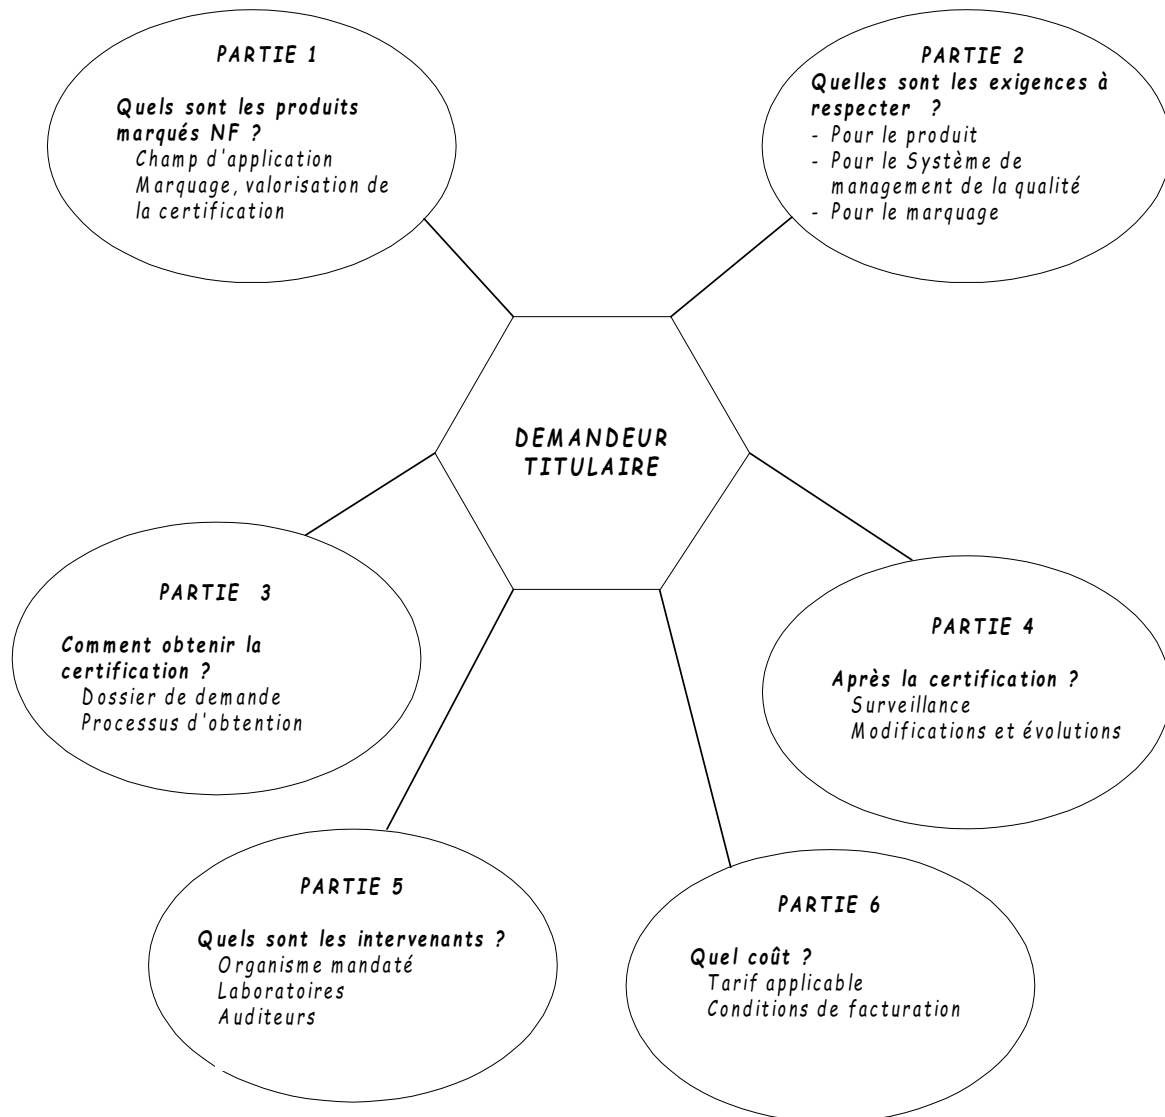 PARTIE 1
Quels sont les produits
marqués NF ?
Champ d'application
Marquage, valorisation de
la certification
PARTIE 2
Quelles sont les exigences à
respecter ?
- Pour le produit
- Pour le Système de
management de la qualité
- Pour le marquage
DEMANDEUR
TITULAIRE
PARTIE 3
Comment obtenir la
certification ?
Dossier de demande
Processus d'obtention
PARTIE 4
Après la certification ?
Surveillance
Modifications et évolutions
PARTIE 5
Quels sont les intervenants ?
Organisme mandaté
Laboratoires
Auditeurs
PARTIE 6
Quel coût ?
Tarif applicable
Conditions de facturation